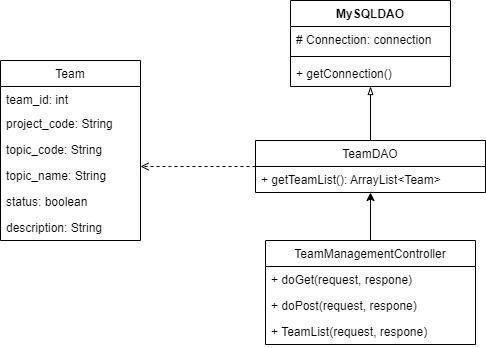 MySQLDAO
# Connection: connection
+ getConnection()
Team
team_id: int
project_code: String
topic_code: String
topic_name: String
status: boolean
description: String
TeamDAO
+ getTeamList(): ArrayList<Team>
TeamManagementController
+ doGet(request, respone)
+ doPost(request, respone)
+ TeamList(request, respone)